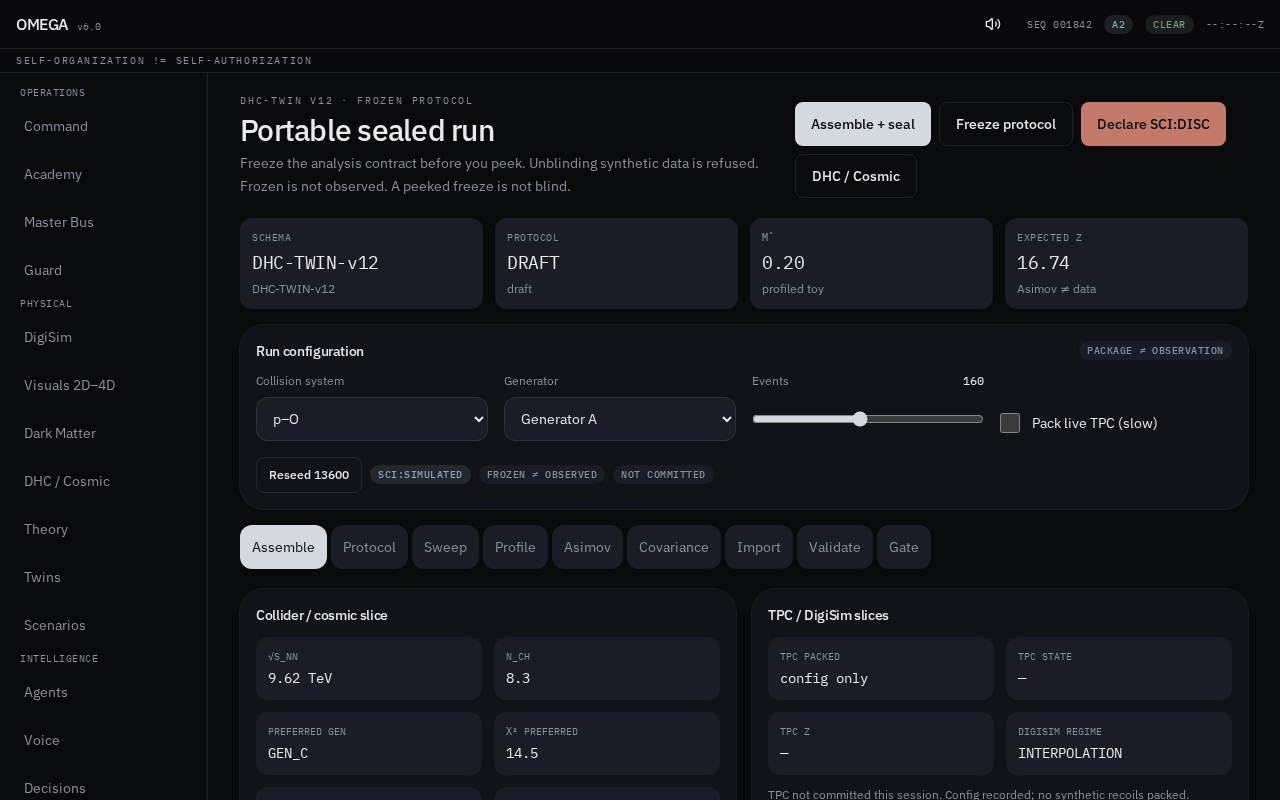 OMEGA v6.0
SEQ 001842 A2 CLEAR --:--:--Z
SELF-ORGANIZATION != SELF-AUTHORIZATION
OPERATIONS
Command
Academy
Master Bus
Guard
PHYSICAL
DigiSim
Visuals 2D–4D
Dark Matter
DHC / Cosmic
Theory
Twins
Scenarios
INTELLIGENCE
Agents
Voice
Decisions
DHC-TWIN V12 · FROZEN PROTOCOL
Portable sealed run
Freeze the analysis contract before you peek. Unblinding synthetic data is refused.
Frozen is not observed. A peeked freeze is not blind.
Assemble + seal
Freeze protocol
Declare SCI:DISC
DHC / Cosmic
SCHEMA
DHC-TWIN-v12
DHC-TWIN-v12
PROTOCOL
DRAFT
draft
M̂
0.20
profiled toy
EXPECTED Z
16.74
Asimov ≠ data
Run configuration
PACKAGE ≠ OBSERVATION
Collision system
p–O
Generator
Generator A
Events 160
Pack live TPC (slow)
Reseed 13600
SCI:SIMULATED
FROZEN ≠ OBSERVED
NOT COMMITTED
Assemble
Protocol
Sweep
Profile
Asimov
Covariance
Import
Validate
Gate
Collider / cosmic slice
√S_NN
9.62 TeV
N_CH
8.3
PREFERRED GEN
GEN_C
Χ² PREFERRED
14.5
TPC / DigiSim slices
TPC PACKED
config only
TPC STATE
—
TPC Z
—
DIGISIM REGIME
INTERPOLATION
TPC not committed this session. Config recorded; no synthetic recoils packed.